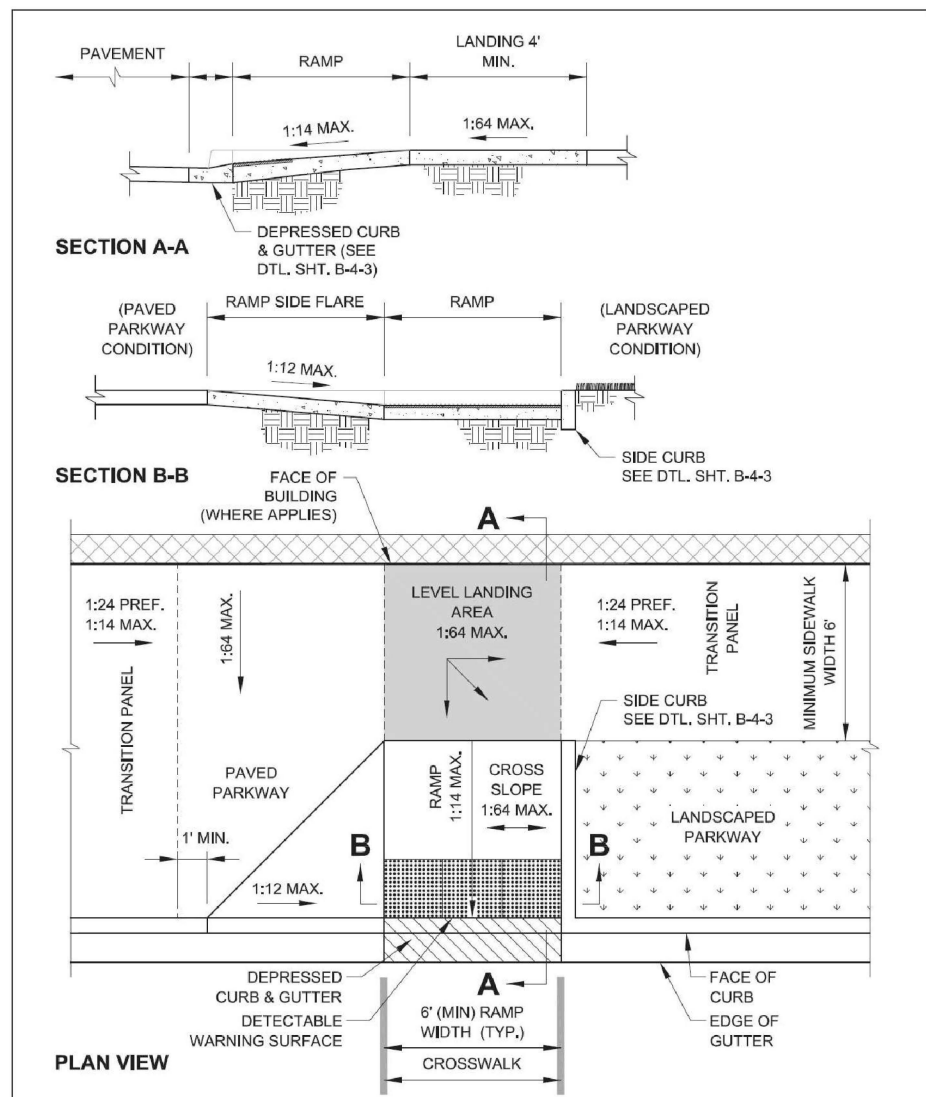 PAVEMENT
RAMP
LANDING 4'
MIN.
1:14 MAX.
1:64 MAX.
SECTION A-A
DEPRESSED CURB
& GUTTER (SEE
DTL. SHT. B-4-3)
(PAVED
PARKWAY
CONDITION)
RAMP SIDE FLARE
RAMP
(LANDSCAPED
PARKWAY
CONDITION)
1:12 MAX.
SIDE CURB
SEE DTL. SHT. B-4-3
SECTION B-B
FACE OF
BUILDING
(WHERE APPLIES)
A
1:24 PREF.
1:14 MAX.
TRANSITION PANEL
1:64 MAX.
LEVEL LANDING
AREA
1:64 MAX.
1:24 PREF.
1:14 MAX.
TRANSITION
PANEL
MINIMUM SIDEWALK
WIDTH 6'
SIDE CURB
SEE DTL. SHT. B-4-3
PAVED
PARKWAY
RAMP
1:14 MAX.
CROSS
SLOPE
1:64 MAX.
LANDSCAPED
PARKWAY
1' MIN.
B
B
1:12 MAX.
DEPRESSED
CURB & GUTTER
DETECTABLE
WARNING SURFACE
A
6' (MIN) RAMP
WIDTH (TYP.)
CROSSWALK
FACE OF
CURB
EDGE OF
GUTTER
PLAN VIEW